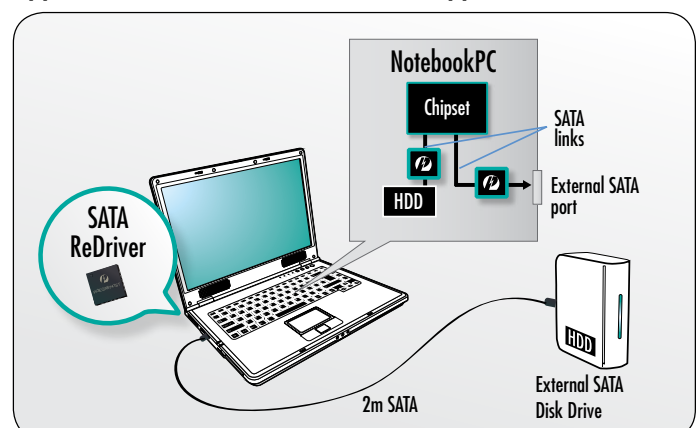 NotebookPC
Chipset
SATA
links
HDD
External SATA
port
SATA
ReDriver
HDD
2m SATA
External SATA
Disk Drive